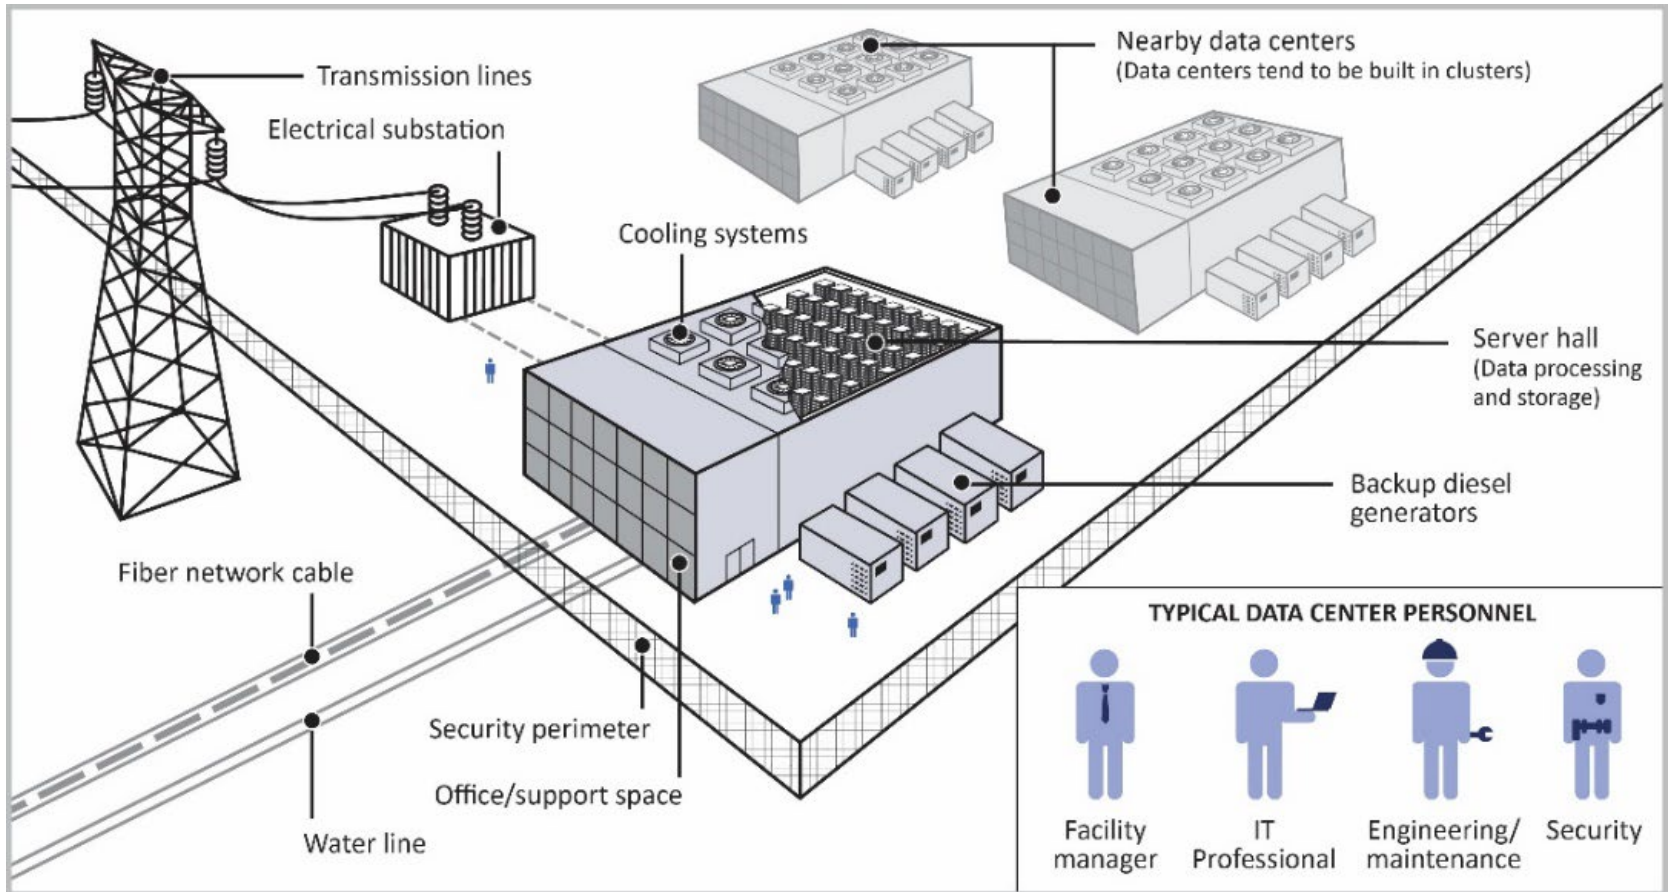 Transmission lines
Electrical substation
Nearby data centers
(Data centers tend to be built in clusters)
Cooling systems
Server hall
(Data processing
and storage)
Backup diesel
generators
Fiber network cable
Security perimeter
Office/support space
Water line
TYPICAL DATA CENTER PERSONNEL
Facility
manager
IT
Professional
Engineering/
maintenance
Security